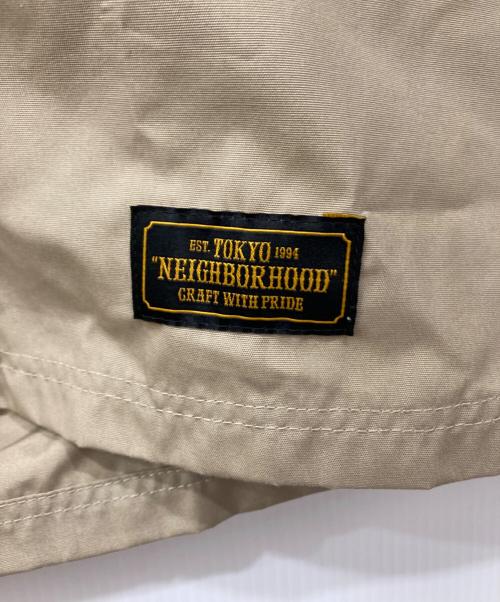 EST. TOKYO 1994
"NEIGHBORHOOD"
CRAFT WITH PRIDE